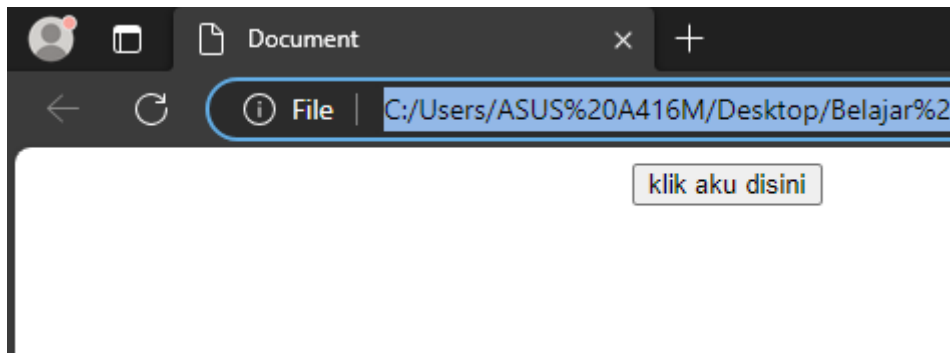 Document
File C:/Users/ASUS%20A416M/Desktop/Belajar%2
klik aku disini